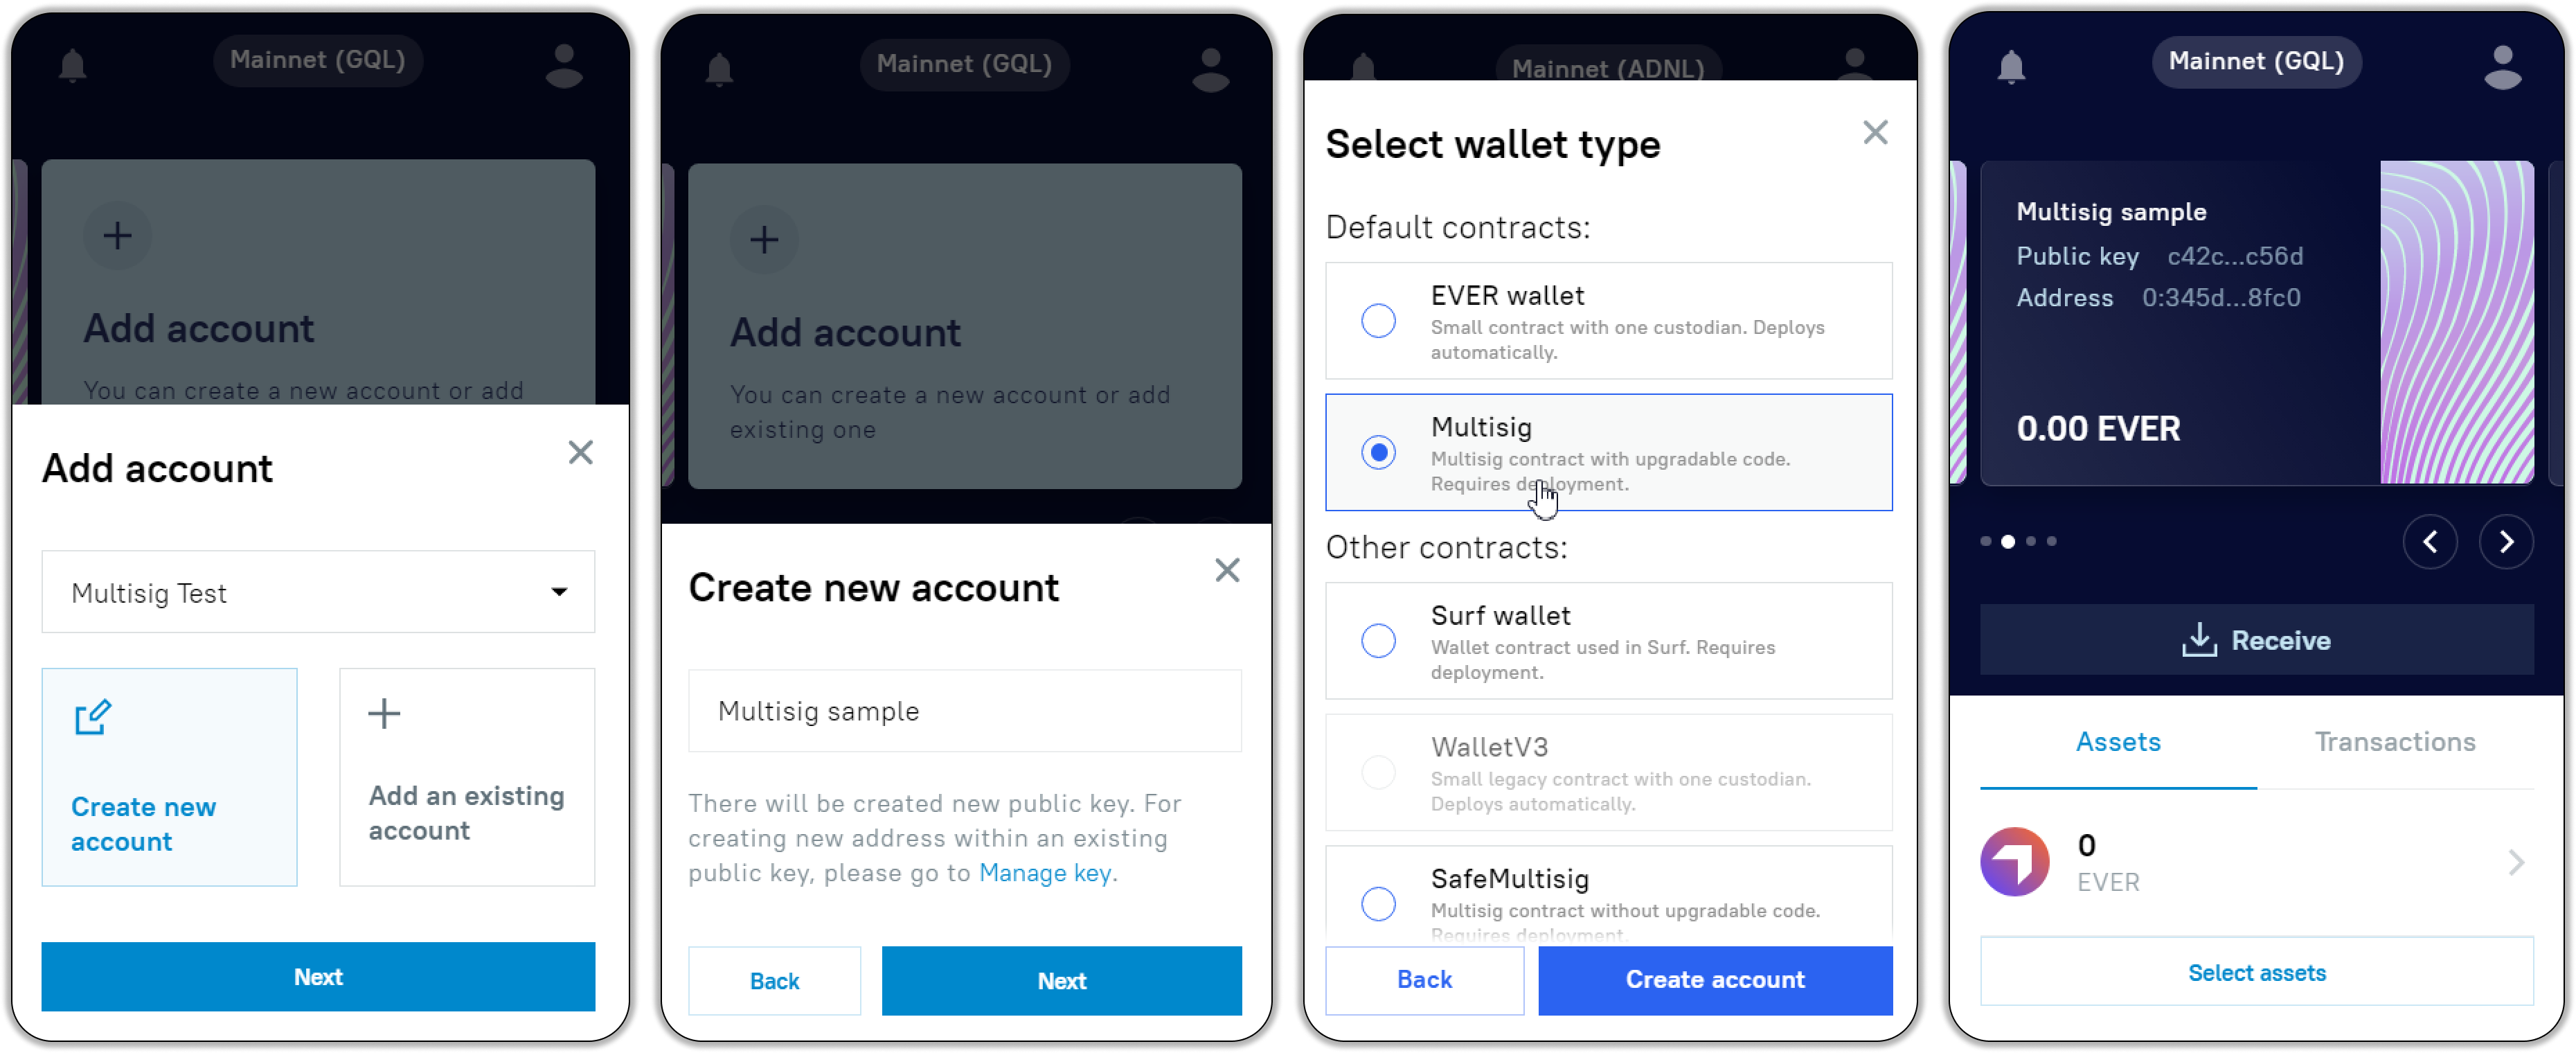 Mainnet (GQL)
Add account
You can create a new account or add
Add account
Multisig Test
Create new
account
Add an existing
account
Next
Mainnet (GQL)
Add account
You can create a new account or add
existing one
Create new account
Multisig sample
There will be created new public key. For
creating new address within an existing
public key, please go to Manage key.
Back
Next
Mainnet (ADNL)
Select wallet type
Default contracts:
EVER wallet
Small contract with one custodian. Deploys
automatically.
Multisig
Multisig contract with upgradable code.
Requires deployment.
Other contracts:
Surf wallet
Wallet contract used in Surf. Requires
deployment.
WalletV3
Small legacy contract with one custodian.
Deploys automatically.
SafeMultisig
Multisig contract without upgradable code.
Requires deployment.
Back
Create account
Mainnet (GQL)
Multisig sample
Public key c42c...c56d
Address 0:345d...8fc0
0.00 EVER
Receive
Assets
Transactions
0
EVER
Select assets